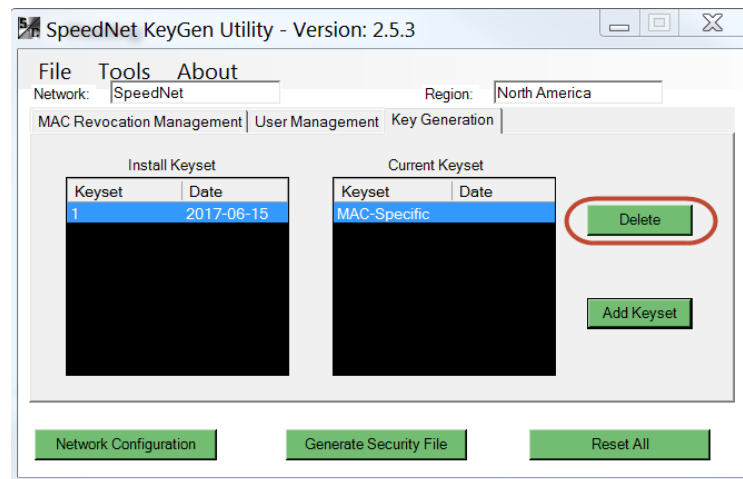 SpeedNet KeyGen Utility - Version: 2.5.3
File Tools About
Network: SpeedNet Region: North America
MAC Revocation Management User Management Key Generation
Install Keyset Current Keyset
Keyset Date Keyset Date
1 2017-06-15 MAC-Specific
Delete
Add Keyset
Network Configuration Generate Security File Reset All